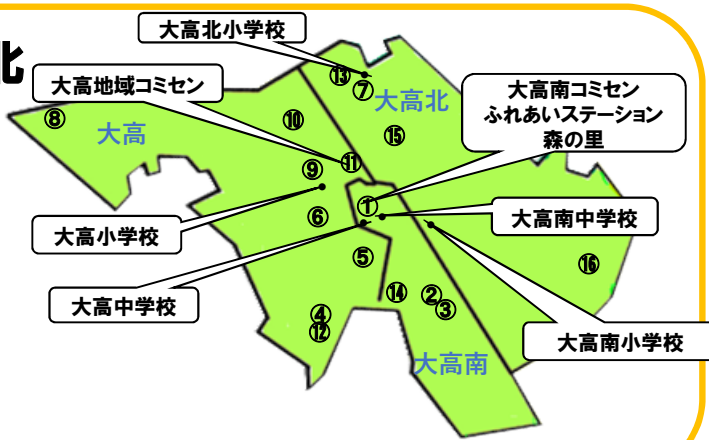 大高北小学校
北
大高地域コミセン
⑬
⑦
大高北
大高南コミセン
ふれあいステーション
森の里
⑧
大高
⑩
⑮
⑪
⑨
大高小学校
⑥
①
大高南中学校
⑤
⑯
大高中学校
⑭
②
③
④
⑫
大高南
大高南小学校